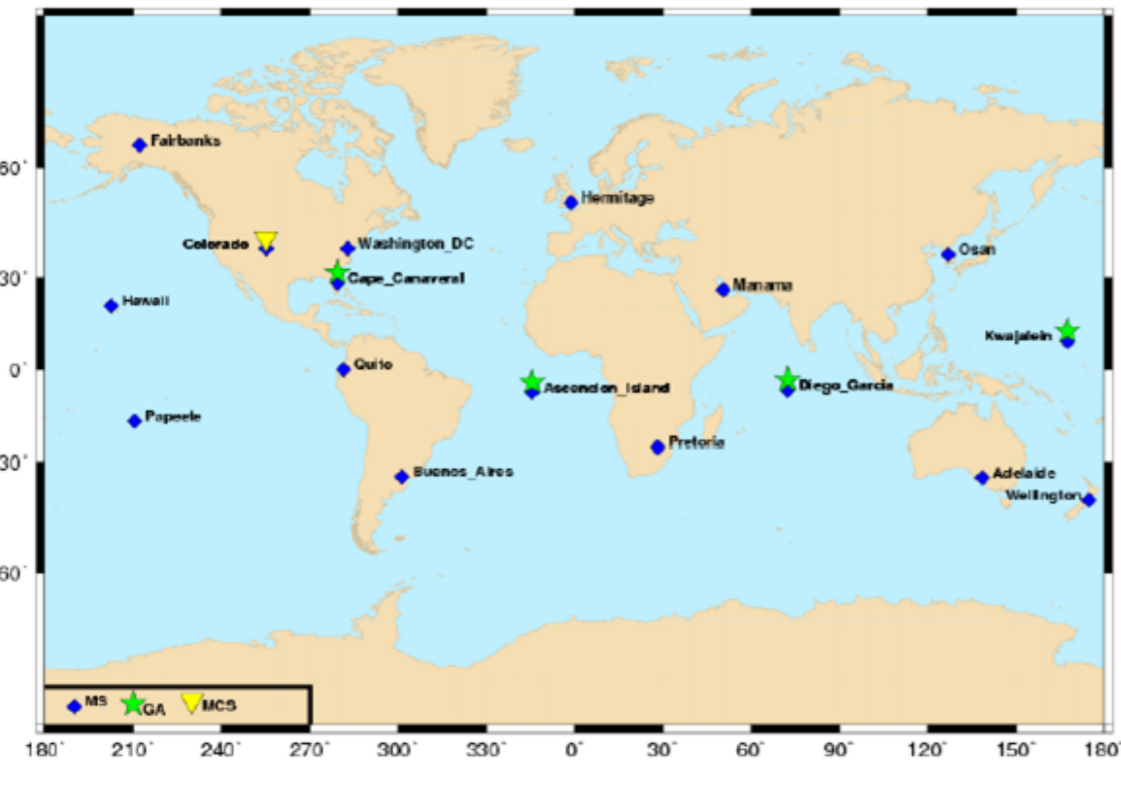 Fairbanks
60°
Hermitage
Colorado
Washington_DC
Osan
30°
Cape_Canaveral
Manama
Hawaii
Kwajalein
0°
Quito
Ascencion_Island
Diego_Garcia
Papeete
Pretoria
30°
Buenos_Aires
Adelaide
Wellington
60°
MS GA MCS
180° 210° 240° 270° 300° 330° 0° 30° 60° 90° 120° 150° 180°